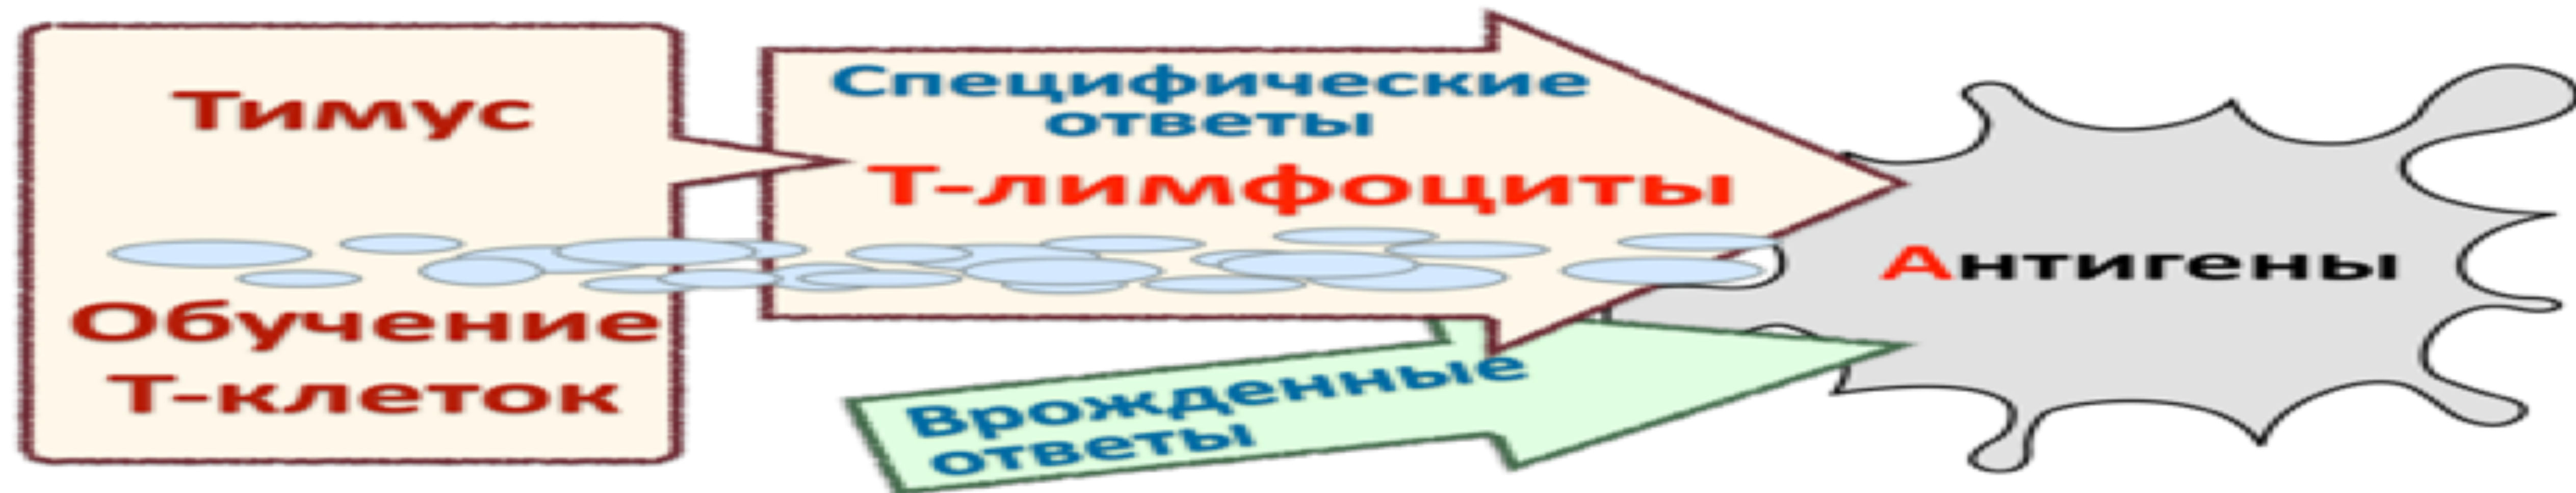 Тимус
Обучение
Т-клеток
Специфические
ответы
Т-лимфоциты
Врожденные
ответы
Антигены